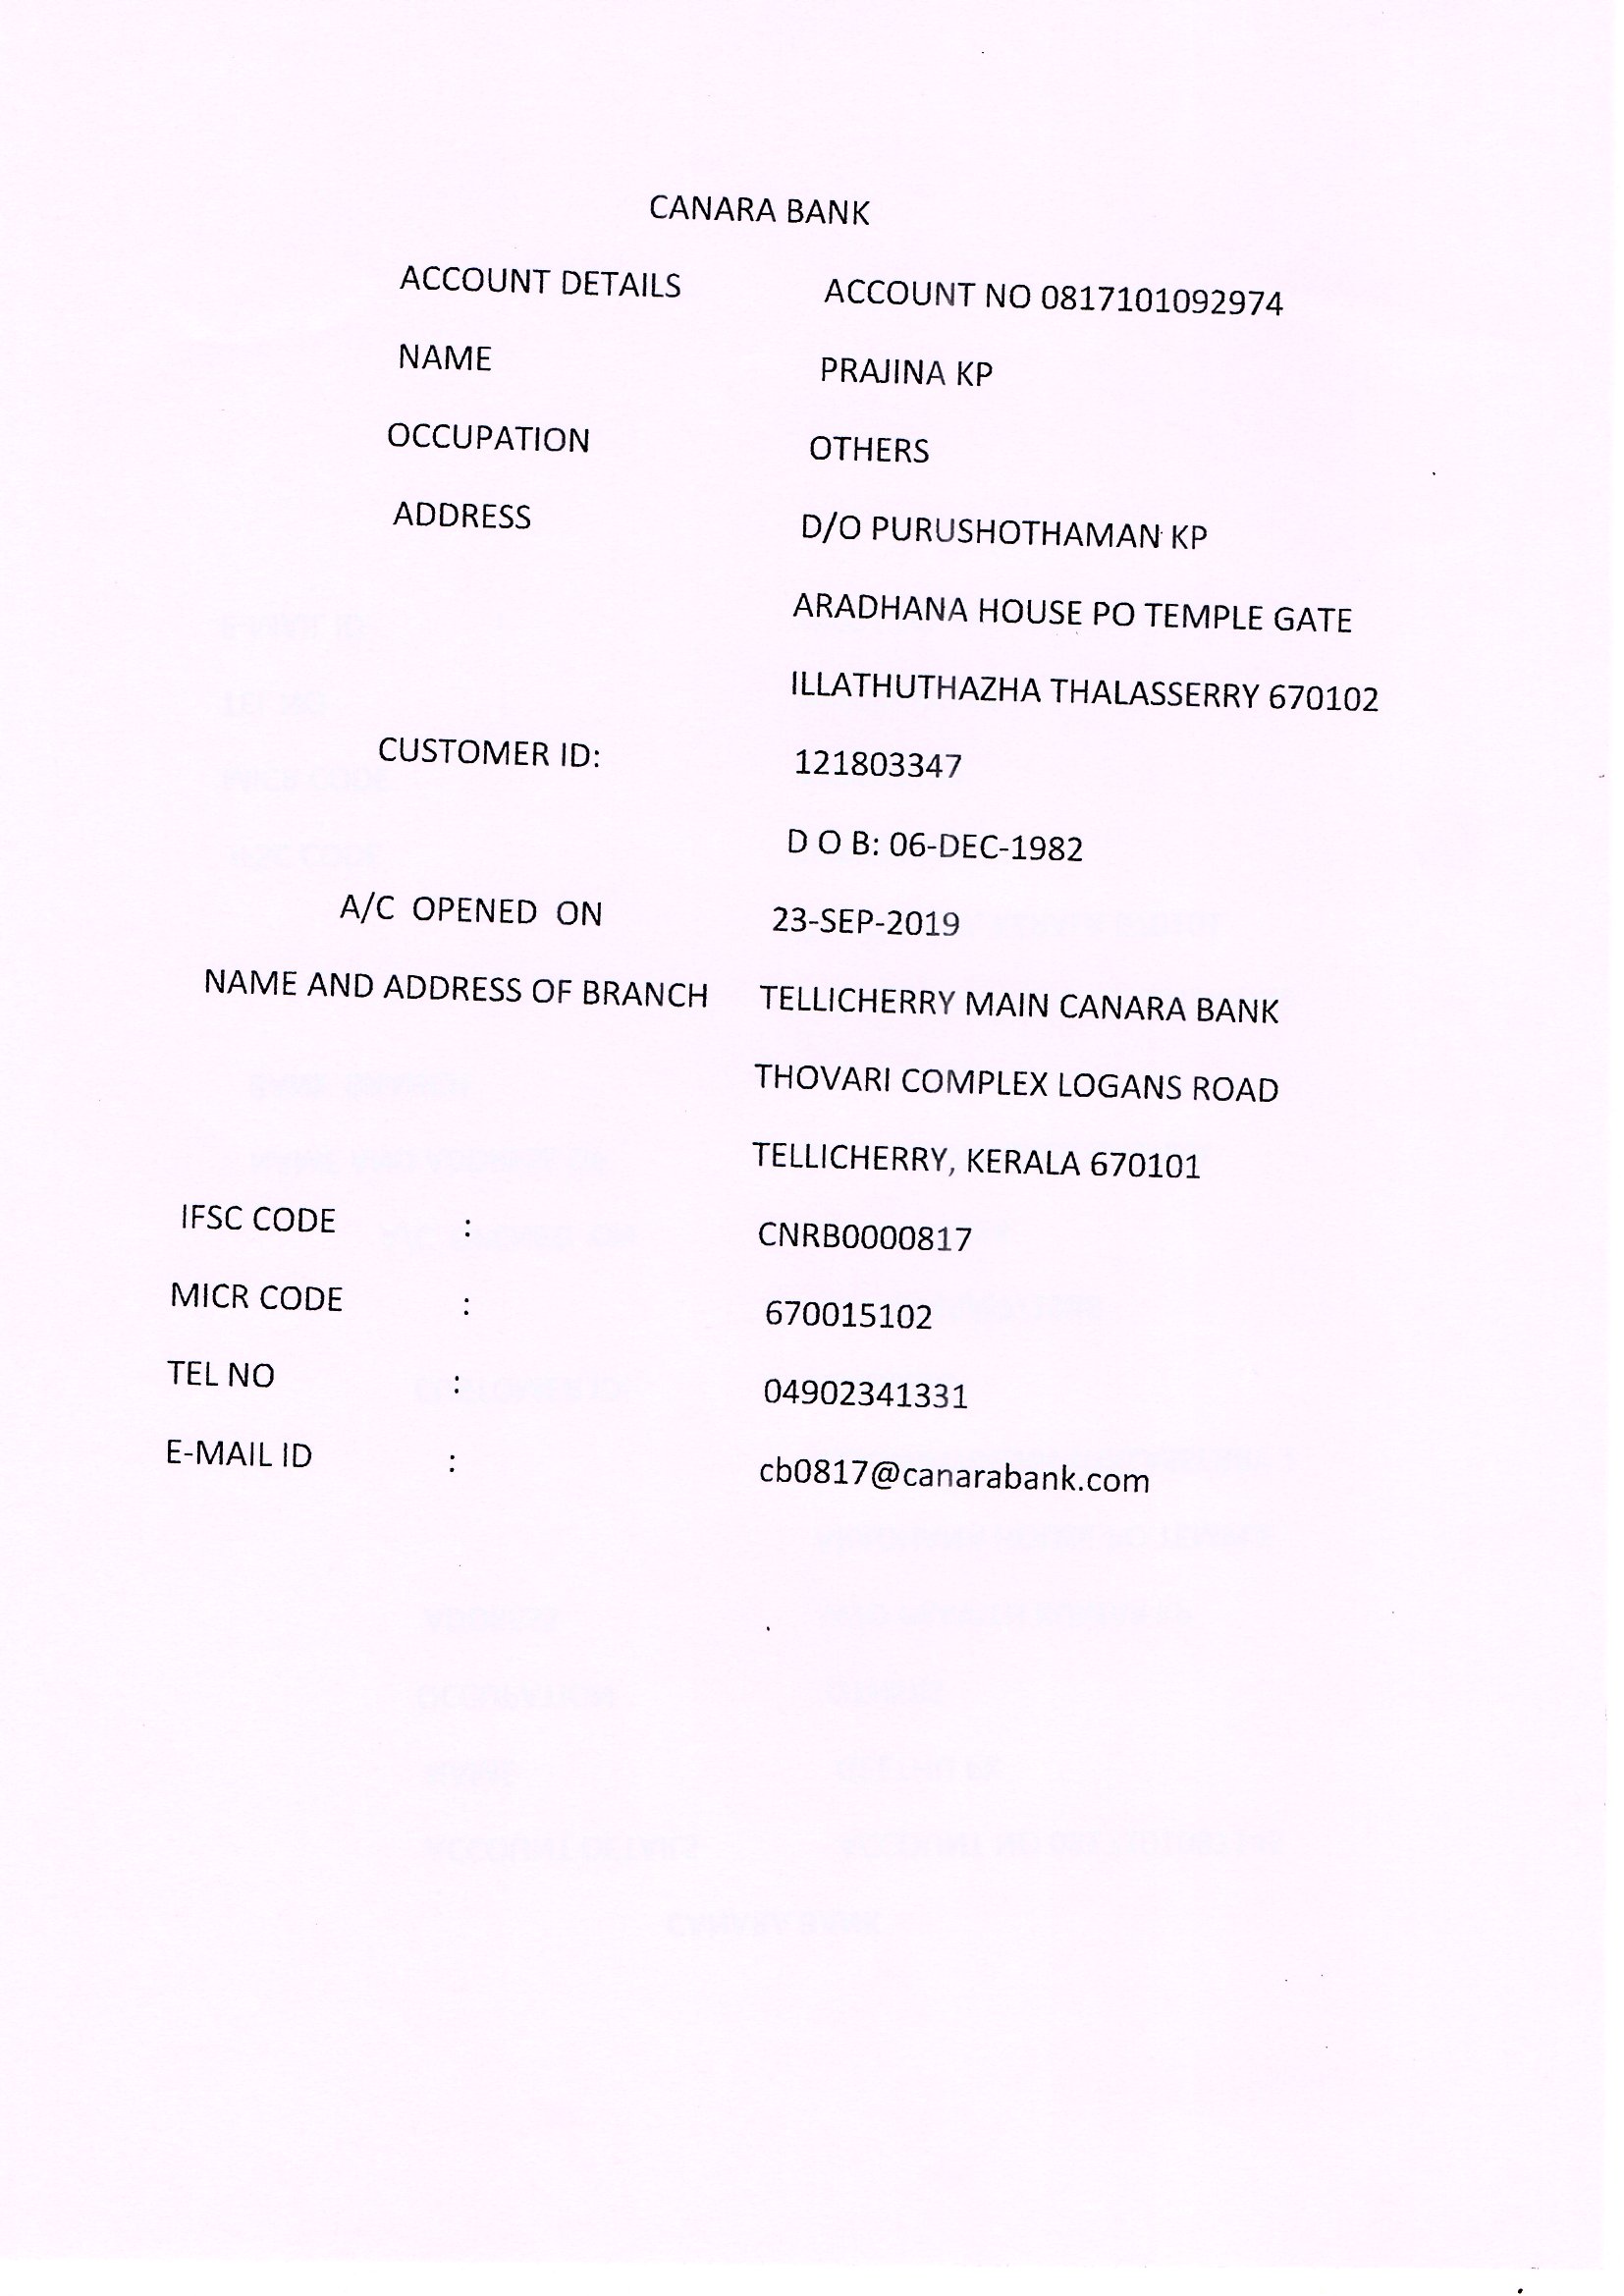 CANARA BANK
ACCOUNT DETAILS ACCOUNT NO 0817101092974
NAME PRAJINA KP
OCCUPATION OTHERS
ADDRESS D/O PURUSHOTHAMAN KP
ARADHANA HOUSE PO TEMPLE GATE
ILLATHUTHAZHA THALASSERRY 670102
CUSTOMER ID: 121803347
D O B: 06-DEC-1982
A/C OPENED ON 23-SEP-2019
NAME AND ADDRESS OF BRANCH TELLICHERRY MAIN CANARA BANK
THOVARI COMPLEX LOGANS ROAD
TELLICHERRY, KERALA 670101
IFSC CODE : CNRB0000817
MICR CODE : 670015102
TEL NO : 04902341331
E-MAIL ID : cb0817@canarabank.com